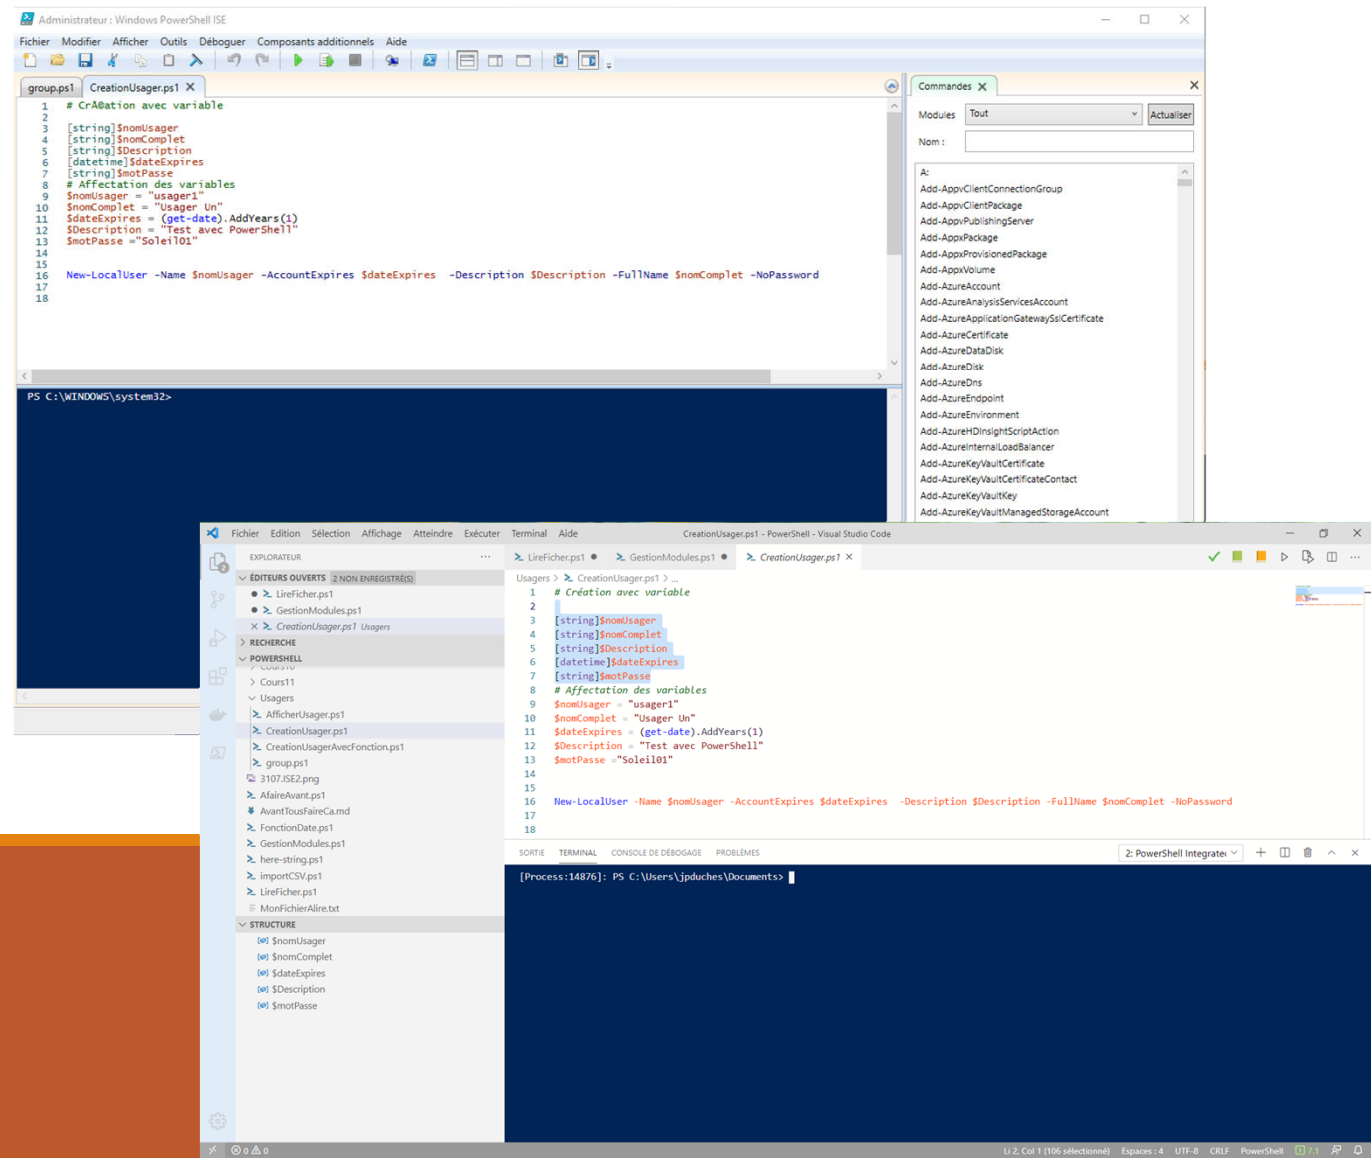 Administrateur : Windows PowerShell ISE
Fichier Modifier Afficher Outils Déboguer Composants additionnels Aide
group.ps1 CreationUsager.ps1 X
1 # CrÃ©ation avec variable
2
3 [string]$nomUsager
4 [string]$nomComplet
5 [string]$Description
6 [datetime]$dateExpires
7 [string]$motPasse
8 # Affectation des variables
9 $nomUsager = "usager1"
10 $nomComplet = "Usager Un"
11 $dateExpires = (get-date).AddYears(1)
12 $Description = "Test avec PowerShell"
13 $motPasse ="Soleil01"
14
15
16 New-LocalUser -Name $nomUsager -AccountExpires $dateExpires  -Description $Description -FullName $nomComplet -NoPassword
17
18
PS C:\WINDOWS\system32>
Commandes X
Modules Tout Actualiser
Nom :
A:
Add-AppvClientConnectionGroup
Add-AppvClientPackage
Add-AppvPublishingServer
Add-AppxPackage
Add-AppxProvisionedPackage
Add-AppxVolume
Add-AzureAccount
Add-AzureAnalysisServicesAccount
Add-AzureApplicationGatewaySslCertificate
Add-AzureCertificate
Add-AzureDataDisk
Add-AzureDisk
Add-AzureDns
Add-AzureEndpoint
Add-AzureEnvironment
Add-AzureHDInsightScriptAction
Add-AzureInternalLoadBalancer
Add-AzureKeyVaultCertificate
Add-AzureKeyVaultCertificateContact
Add-AzureKeyVaultKey
Add-AzureKeyVaultManagedStorageAccount
Fichier Edition Sélection Affichage Atteindre Exécuter Terminal Aide CreationUsager.ps1 - PowerShell - Visual Studio Code
EXPLORATEUR
2
ÉDITEURS OUVERTS 2 NON ENREGISTRÉ(S)
LireFicher.ps1
GestionModules.ps1
CreationUsager.ps1 Usagers
RECHERCHE
POWERSHELL
Cours10
Cours11
Usagers
AfficherUsager.ps1
CreationUsager.ps1
CreationUsagerAvecFonction.ps1
group.ps1
3107.ISE2.png
AfaireAvant.ps1
AvantTousFaireCa.md
FonctionDate.ps1
GestionModules.ps1
here-string.ps1
importCSV.ps1
LireFicher.ps1
MonFichierAlire.txt
STRUCTURE
$nomUsager
$nomComplet
$dateExpires
$Description
$motPasse
LireFicher.ps1 GestionModules.ps1 CreationUsager.ps1
Usagers > CreationUsager.ps1 > ...
1 # Création avec variable
2
3 [string]$nomUsager
4 [string]$nomComplet
5 [string]$Description
6 [datetime]$dateExpires
7 [string]$motPasse
8 # Affectation des variables
9 $nomUsager = "usager1"
10 $nomComplet = "Usager Un"
11 $dateExpires = (get-date).AddYears(1)
12 $Description = "Test avec PowerShell"
13 $motPasse ="Soleil01"
14
15
16 New-LocalUser -Name $nomUsager -AccountExpires $dateExpires  -Description $Description -FullName $nomComplet -NoPassword
17
18
SORTIE TERMINAL CONSOLE DE DÉBOGAGE PROBLÈMES 2: PowerShell Integrate
[Process:14876]: PS C:\Users\jpduches\Documents>
0 0 Li 2, Col 1 (106 sélectionné) Espaces : 4 UTF-8 CRLF PowerShell 7.1